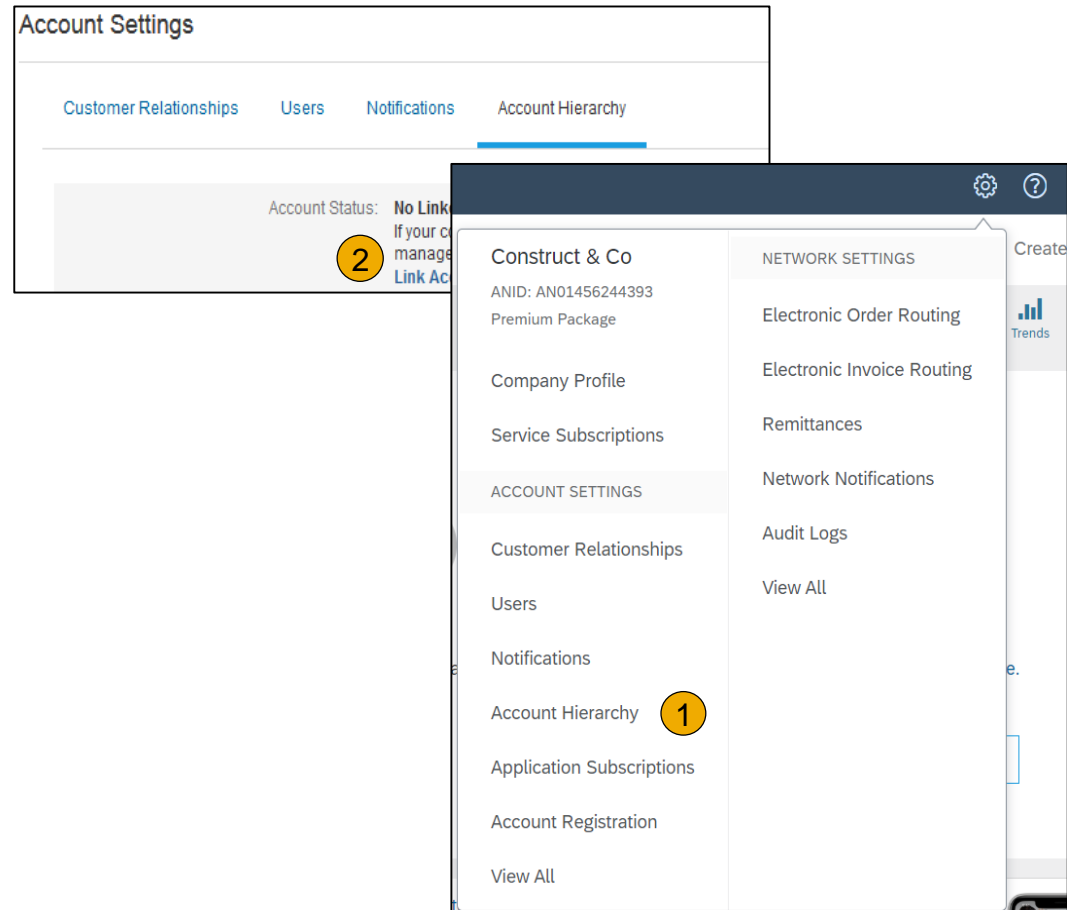 Account Settings
Customer Relationships Users Notifications Account Hierarchy
Account Status: No Link
If your
2
manage
Link
Construct & Co
ANID: AN01456244393
Premium Package
Company Profile
Service Subscriptions
ACCOUNT SETTINGS
Customer Relationships
Users
Notifications
Account Hierarchy 1
Application Subscriptions
Account Registration
View All
NETWORK SETTINGS
Electronic Order Routing
Electronic Invoice Routing
Remittances
Network Notifications
Audit Logs
View All
Create
Trends
e.